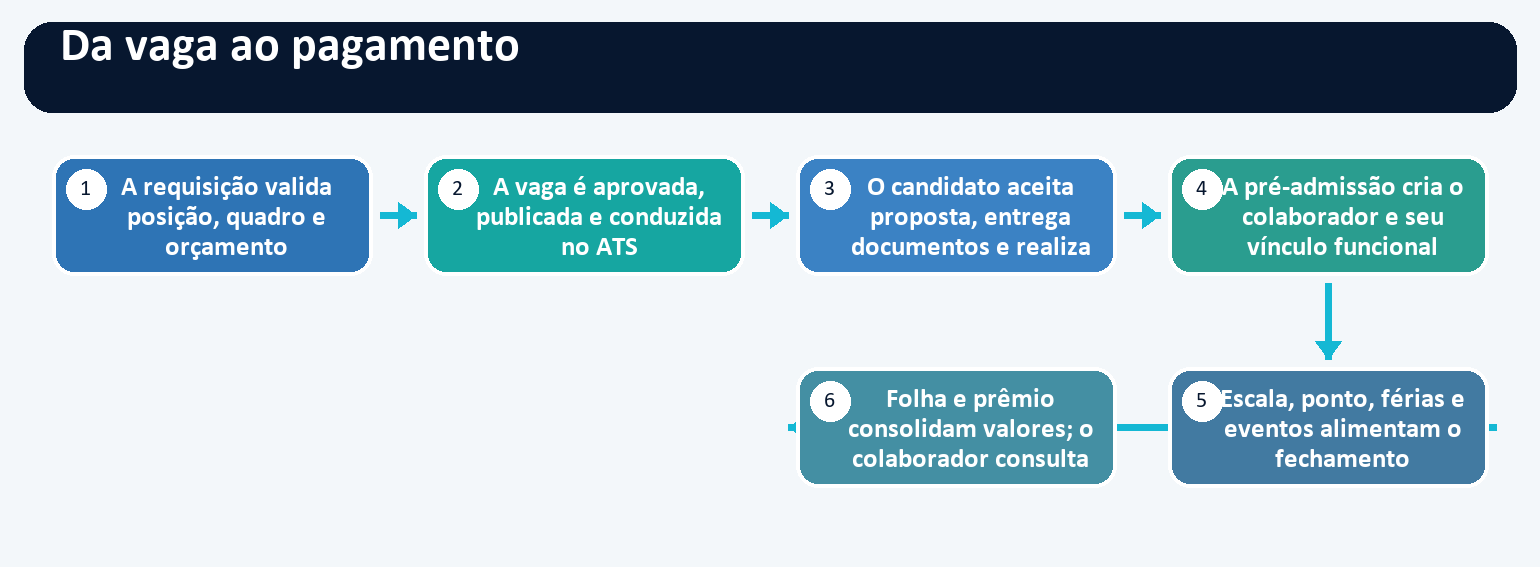 Da vaga ao pagamento
1
A requisição valida
posição, quadro e
orçamento
2
A vaga é aprovada,
publicada e conduzida
no ATS
3
O candidato aceita
proposta, entrega
documentos e realiza
4
A pré-admissão cria o
colaborador e seu
vínculo funcional
5
Escala, ponto, férias e
eventos alimentam o
fechamento
6
Folha e prêmio
consolidam valores; o
colaborador consulta